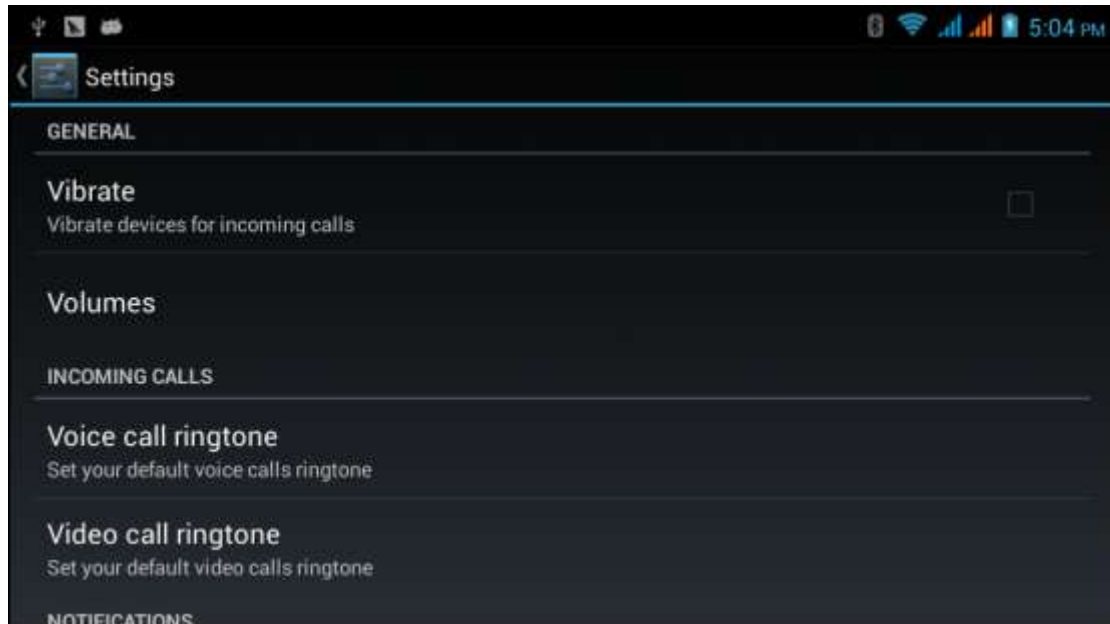 5:04 PM
Settings
GENERAL
Vibrate
Vibrate devices for incoming calls
Volumes
INCOMING CALLS
Voice call ringtone
Set your default voice calls ringtone
Video call ringtone
Set your default video calls ringtone
NOTIFICATIONS